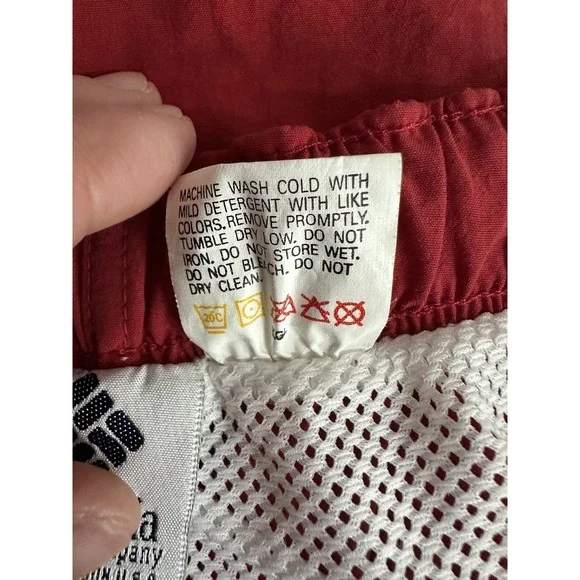 MACHINE WASH COLD WITH
MILD DETERGENT WITH LIKE
COLORS.REMOVE PROMPTLY.
TUMBLE DRY LOW. DO NOT
IRON. DO NOT STORE WET.
DO NOT BLEACH. DO NOT
DRY CLEAN.
20C